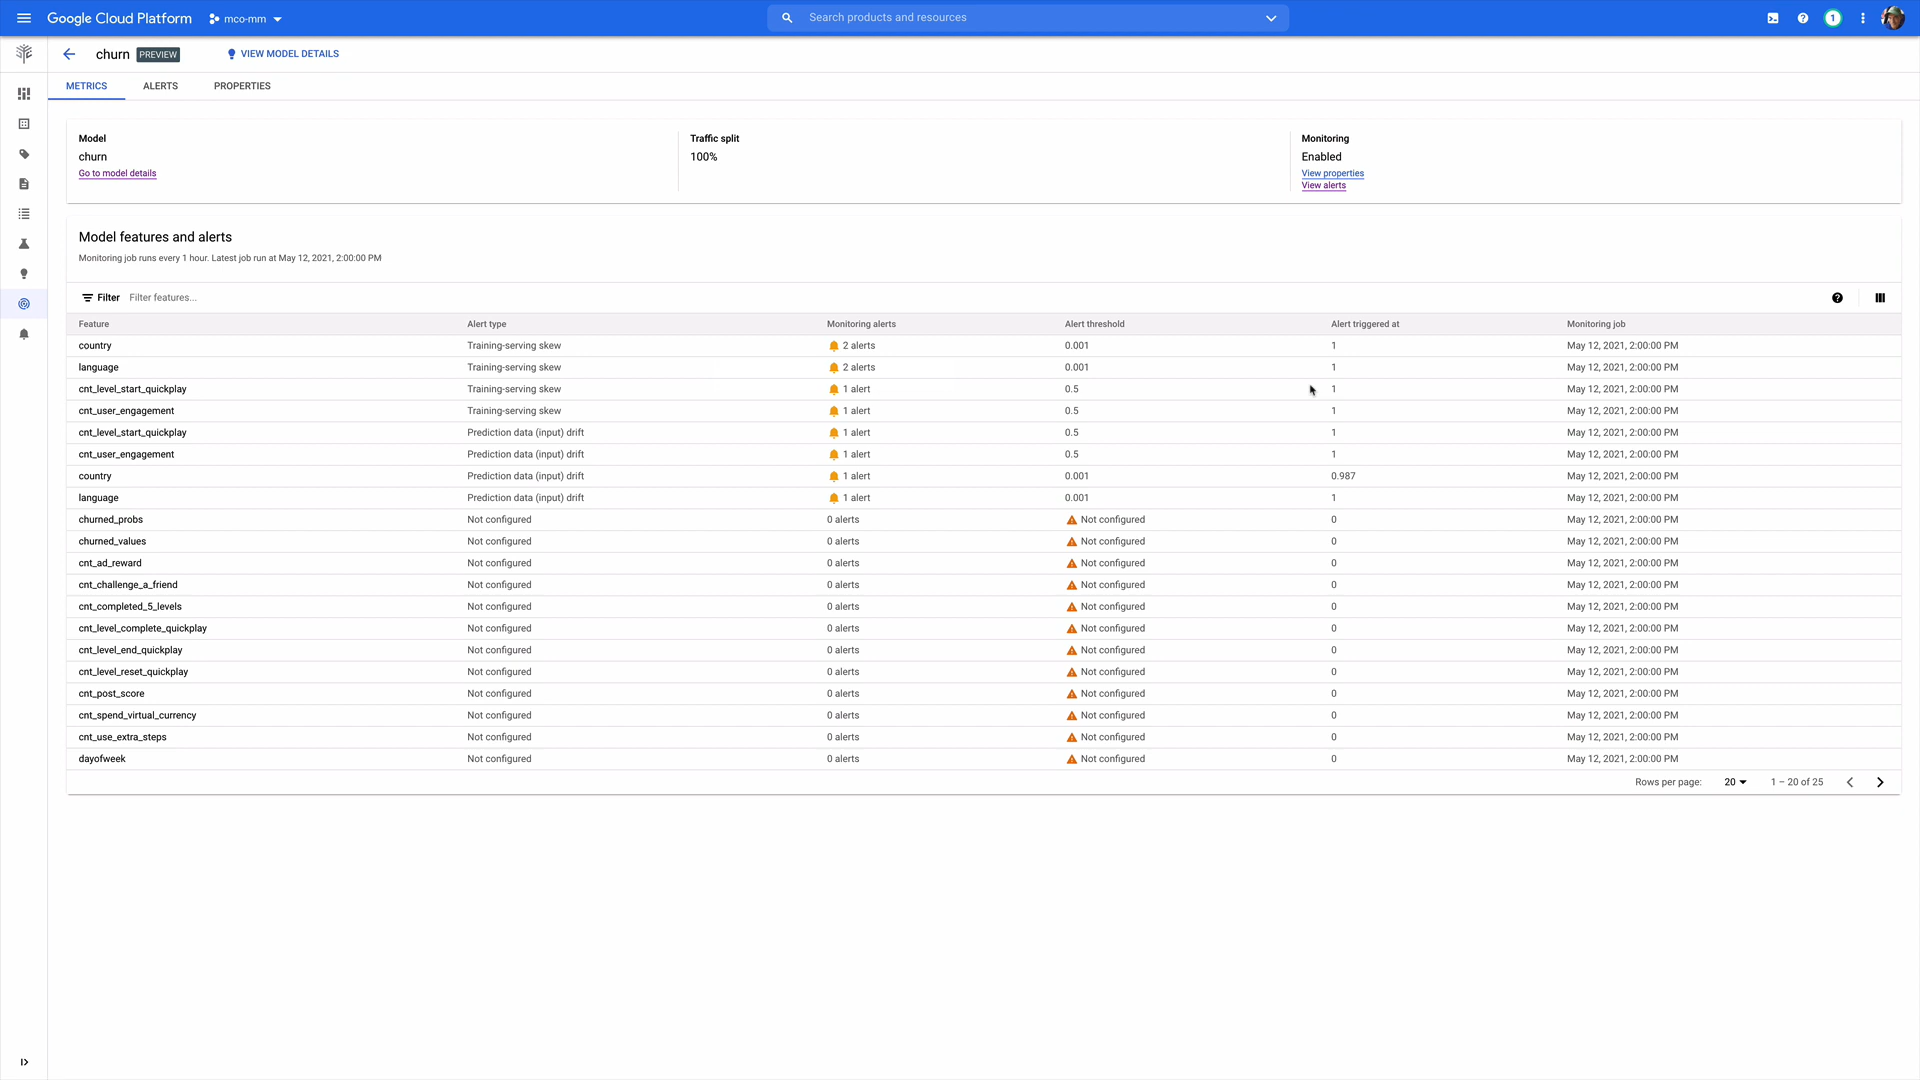 Google Cloud Platform mco-mm Search products and resources 1
churn PREVIEW VIEW MODEL DETAILS
METRICS ALERTS PROPERTIES
Model Traffic split Monitoring
churn 100% Enabled
Go to model details View properties
View alerts
Model features and alerts
Monitoring job runs every 1 hour. Latest job run at May 12, 2021, 2:00:00 PM
Filter Filter features...
Feature Alert type Monitoring alerts Alert threshold Alert triggered at Monitoring job
country Training-serving skew 2 alerts 0.001 1 May 12, 2021, 2:00:00 PM
language Training-serving skew 2 alerts 0.001 1 May 12, 2021, 2:00:00 PM
cnt_level_start_quickplay Training-serving skew 1 alert 0.5 1 May 12, 2021, 2:00:00 PM
cnt_user_engagement Training-serving skew 1 alert 0.5 1 May 12, 2021, 2:00:00 PM
cnt_level_start_quickplay Prediction data (input) drift 1 alert 0.5 1 May 12, 2021, 2:00:00 PM
cnt_user_engagement Prediction data (input) drift 1 alert 0.5 1 May 12, 2021, 2:00:00 PM
country Prediction data (input) drift 1 alert 0.001 0.987 May 12, 2021, 2:00:00 PM
language Prediction data (input) drift 1 alert 0.001 1 May 12, 2021, 2:00:00 PM
churned_probs Not configured 0 alerts Not configured 0 May 12, 2021, 2:00:00 PM
churned_values Not configured 0 alerts Not configured 0 May 12, 2021, 2:00:00 PM
cnt_ad_reward Not configured 0 alerts Not configured 0 May 12, 2021, 2:00:00 PM
cnt_challenge_a_friend Not configured 0 alerts Not configured 0 May 12, 2021, 2:00:00 PM
cnt_completed_5_levels Not configured 0 alerts Not configured 0 May 12, 2021, 2:00:00 PM
cnt_level_complete_quickplay Not configured 0 alerts Not configured 0 May 12, 2021, 2:00:00 PM
cnt_level_end_quickplay Not configured 0 alerts Not configured 0 May 12, 2021, 2:00:00 PM
cnt_level_reset_quickplay Not configured 0 alerts Not configured 0 May 12, 2021, 2:00:00 PM
cnt_post_score Not configured 0 alerts Not configured 0 May 12, 2021, 2:00:00 PM
cnt_spend_virtual_currency Not configured 0 alerts Not configured 0 May 12, 2021, 2:00:00 PM
cnt_use_extra_steps Not configured 0 alerts Not configured 0 May 12, 2021, 2:00:00 PM
dayofweek Not configured 0 alerts Not configured 0 May 12, 2021, 2:00:00 PM
Rows per page: 20 1 – 20 of 25